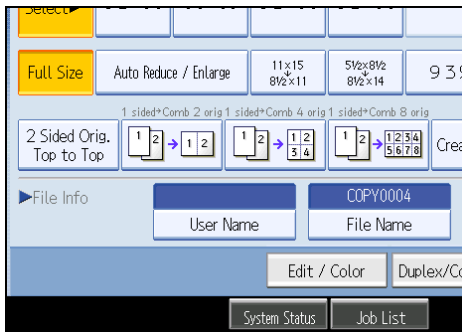 Select▶
Full Size
Auto Reduce / Enlarge
11×15
8½×11
5½×8½
8½×14
93
1 sided→Comb 2 orig
1 sided→Comb 4 orig
1 sided→Comb 8 orig
2 Sided Orig.
Top to Top
1 2 → 1 2
1 2 → 1 2 3 4
1 2 → 1 2 3 4 5 6 7 8
▶File Info
COPY0004
User Name
File Name
Edit / Color
Duplex/
System Status
Job List